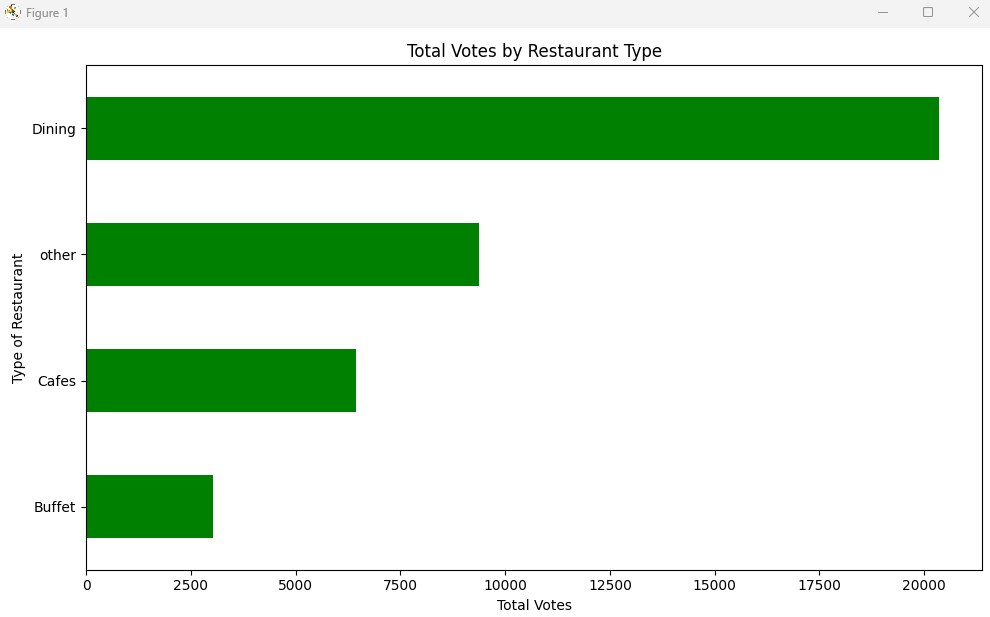 Figure 1
Total Votes by Restaurant Type
Type of Restaurant
Dining
other
Cafes
Buffet
0 2500 5000 7500 10000 12500 15000 17500 20000
Total Votes